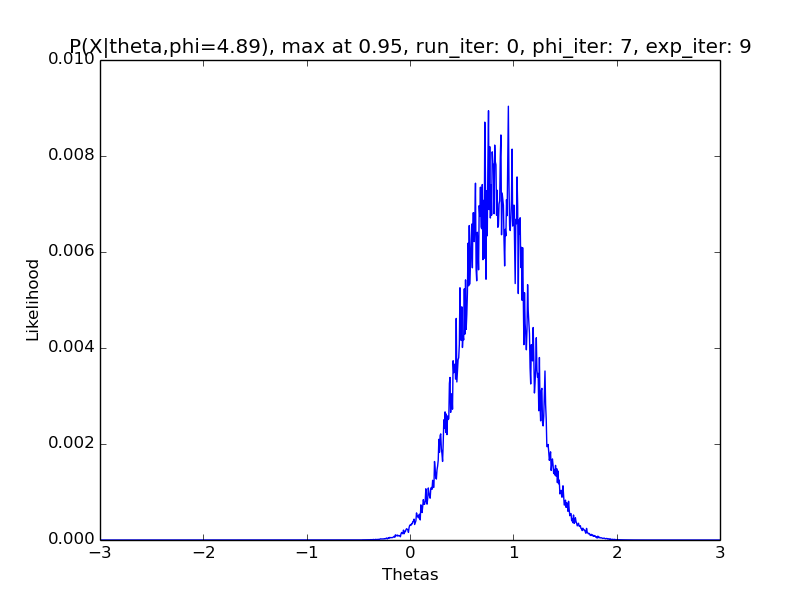 P(X|theta,phi=4.89), max at 0.95, run_iter: 0, phi_iter: 7, exp_iter: 9
0.010
0.008
0.006
0.004
0.002
0.000
Likelihood
−3 −2 −1 0 1 2 3
Thetas